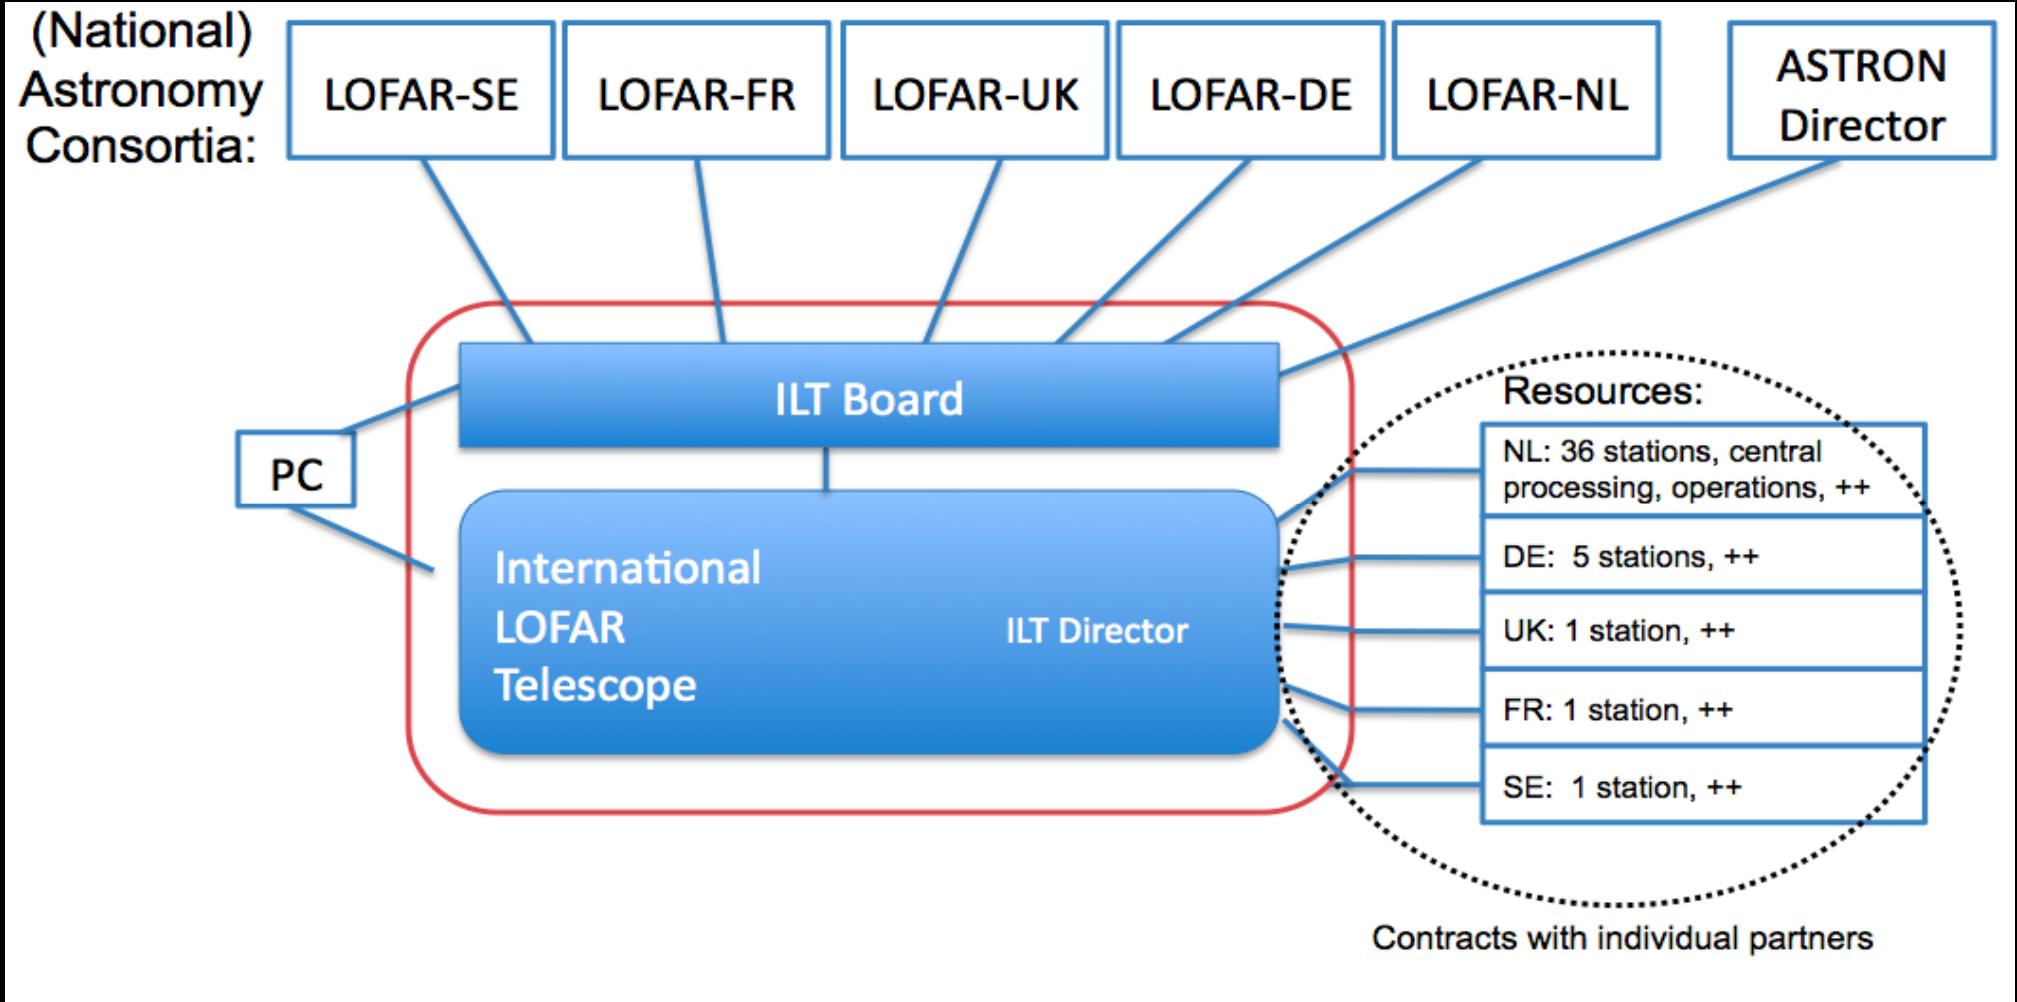 (National)
Astronomy
Consortia:
LOFAR-SE
LOFAR-FR
LOFAR-UK
LOFAR-DE
LOFAR-NL
ASTRON
Director
ILT Board
PC
International
LOFAR
Telescope
ILT Director
Resources:
NL: 36 stations, central
processing, operations, ++
DE:  5 stations, ++
UK: 1 station, ++
FR: 1 station, ++
SE:  1 station, ++
Contracts with individual partners